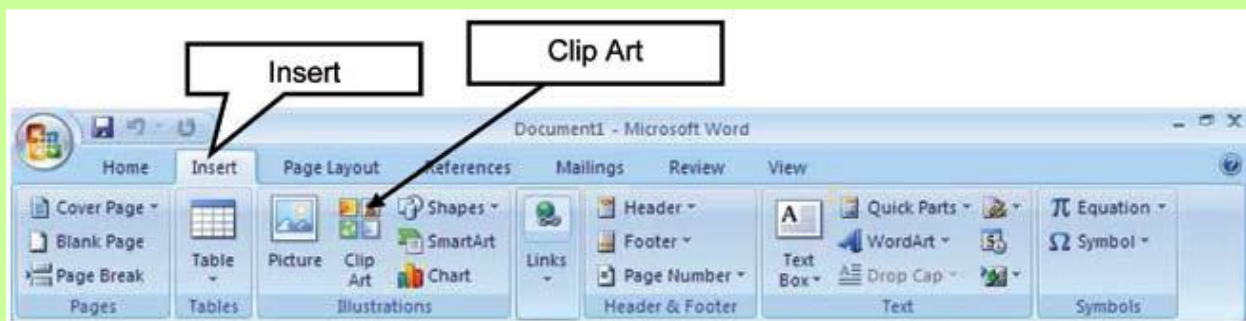 Insert
Clip Art
Document1 - Microsoft Word
Home Insert Page Layout References Mailings Review View
Cover Page
Blank Page
Page Break
Pages
Table
Tables
Picture
Clip
Art
Shapes
SmartArt
Chart
Illustrations
Links
Header
Footer
Page Number
Header & Footer
A
Text
Box
Quick Parts
WordArt
Drop Cap
Text
π Equation
Ω Symbol
Symbols